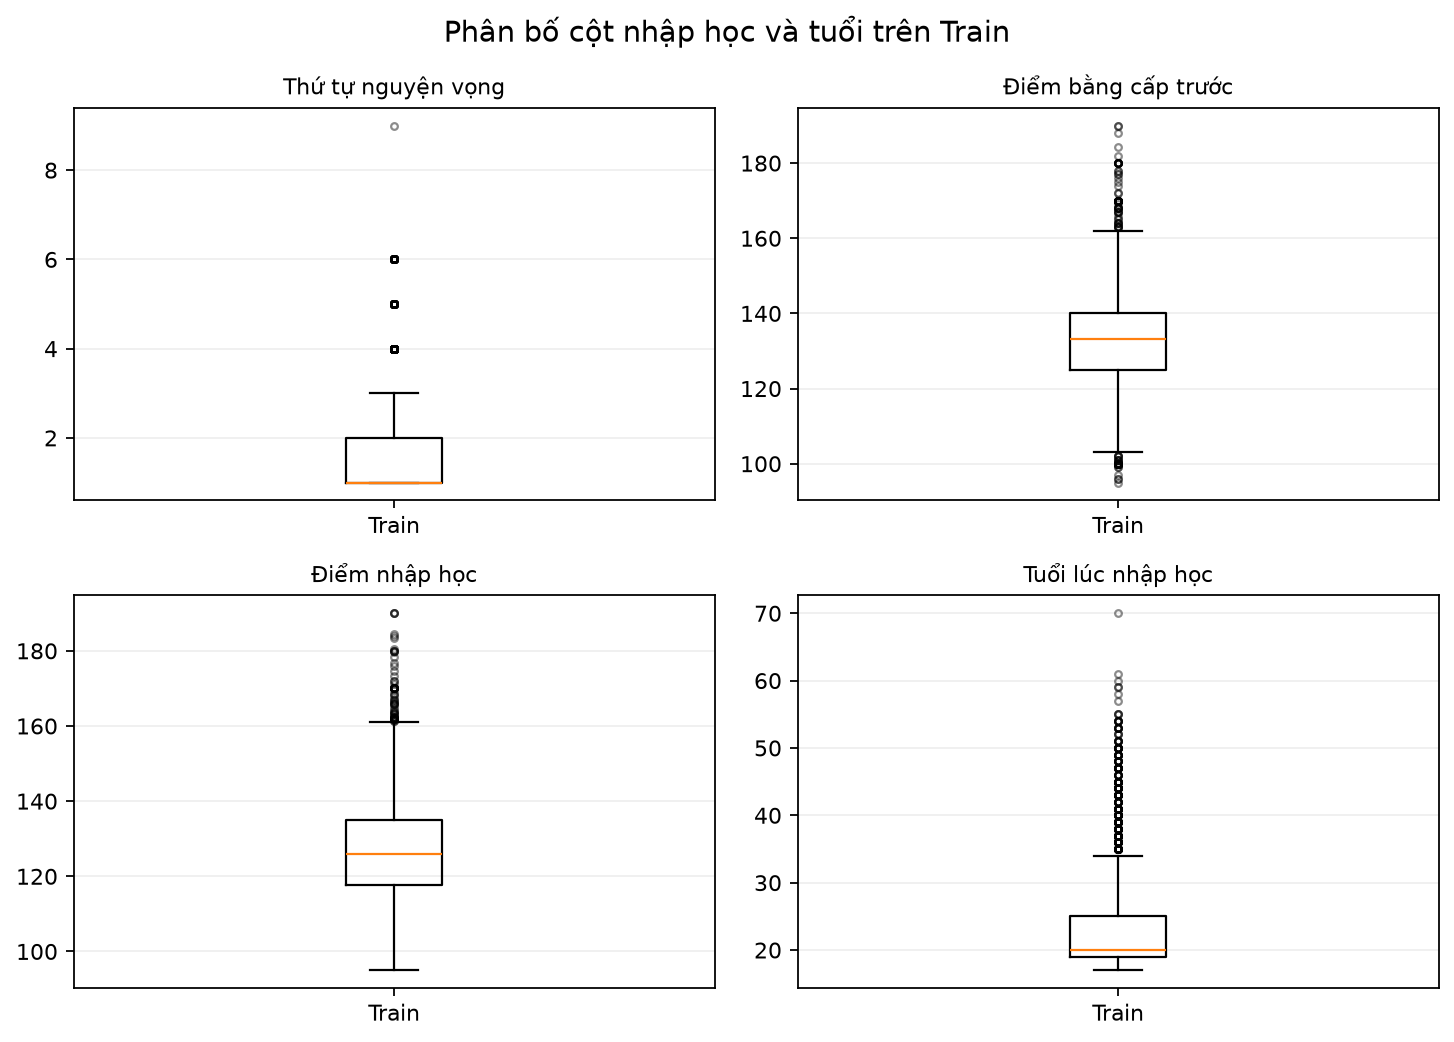 Phân bố cột nhập học và tuổi trên Train
Thứ tự nguyện vọng
8
6
4
2
Train
Điểm bằng cấp trước
180
160
140
120
100
Train
Điểm nhập học
180
160
140
120
100
Train
Tuổi lúc nhập học
70
60
50
40
30
20
Train